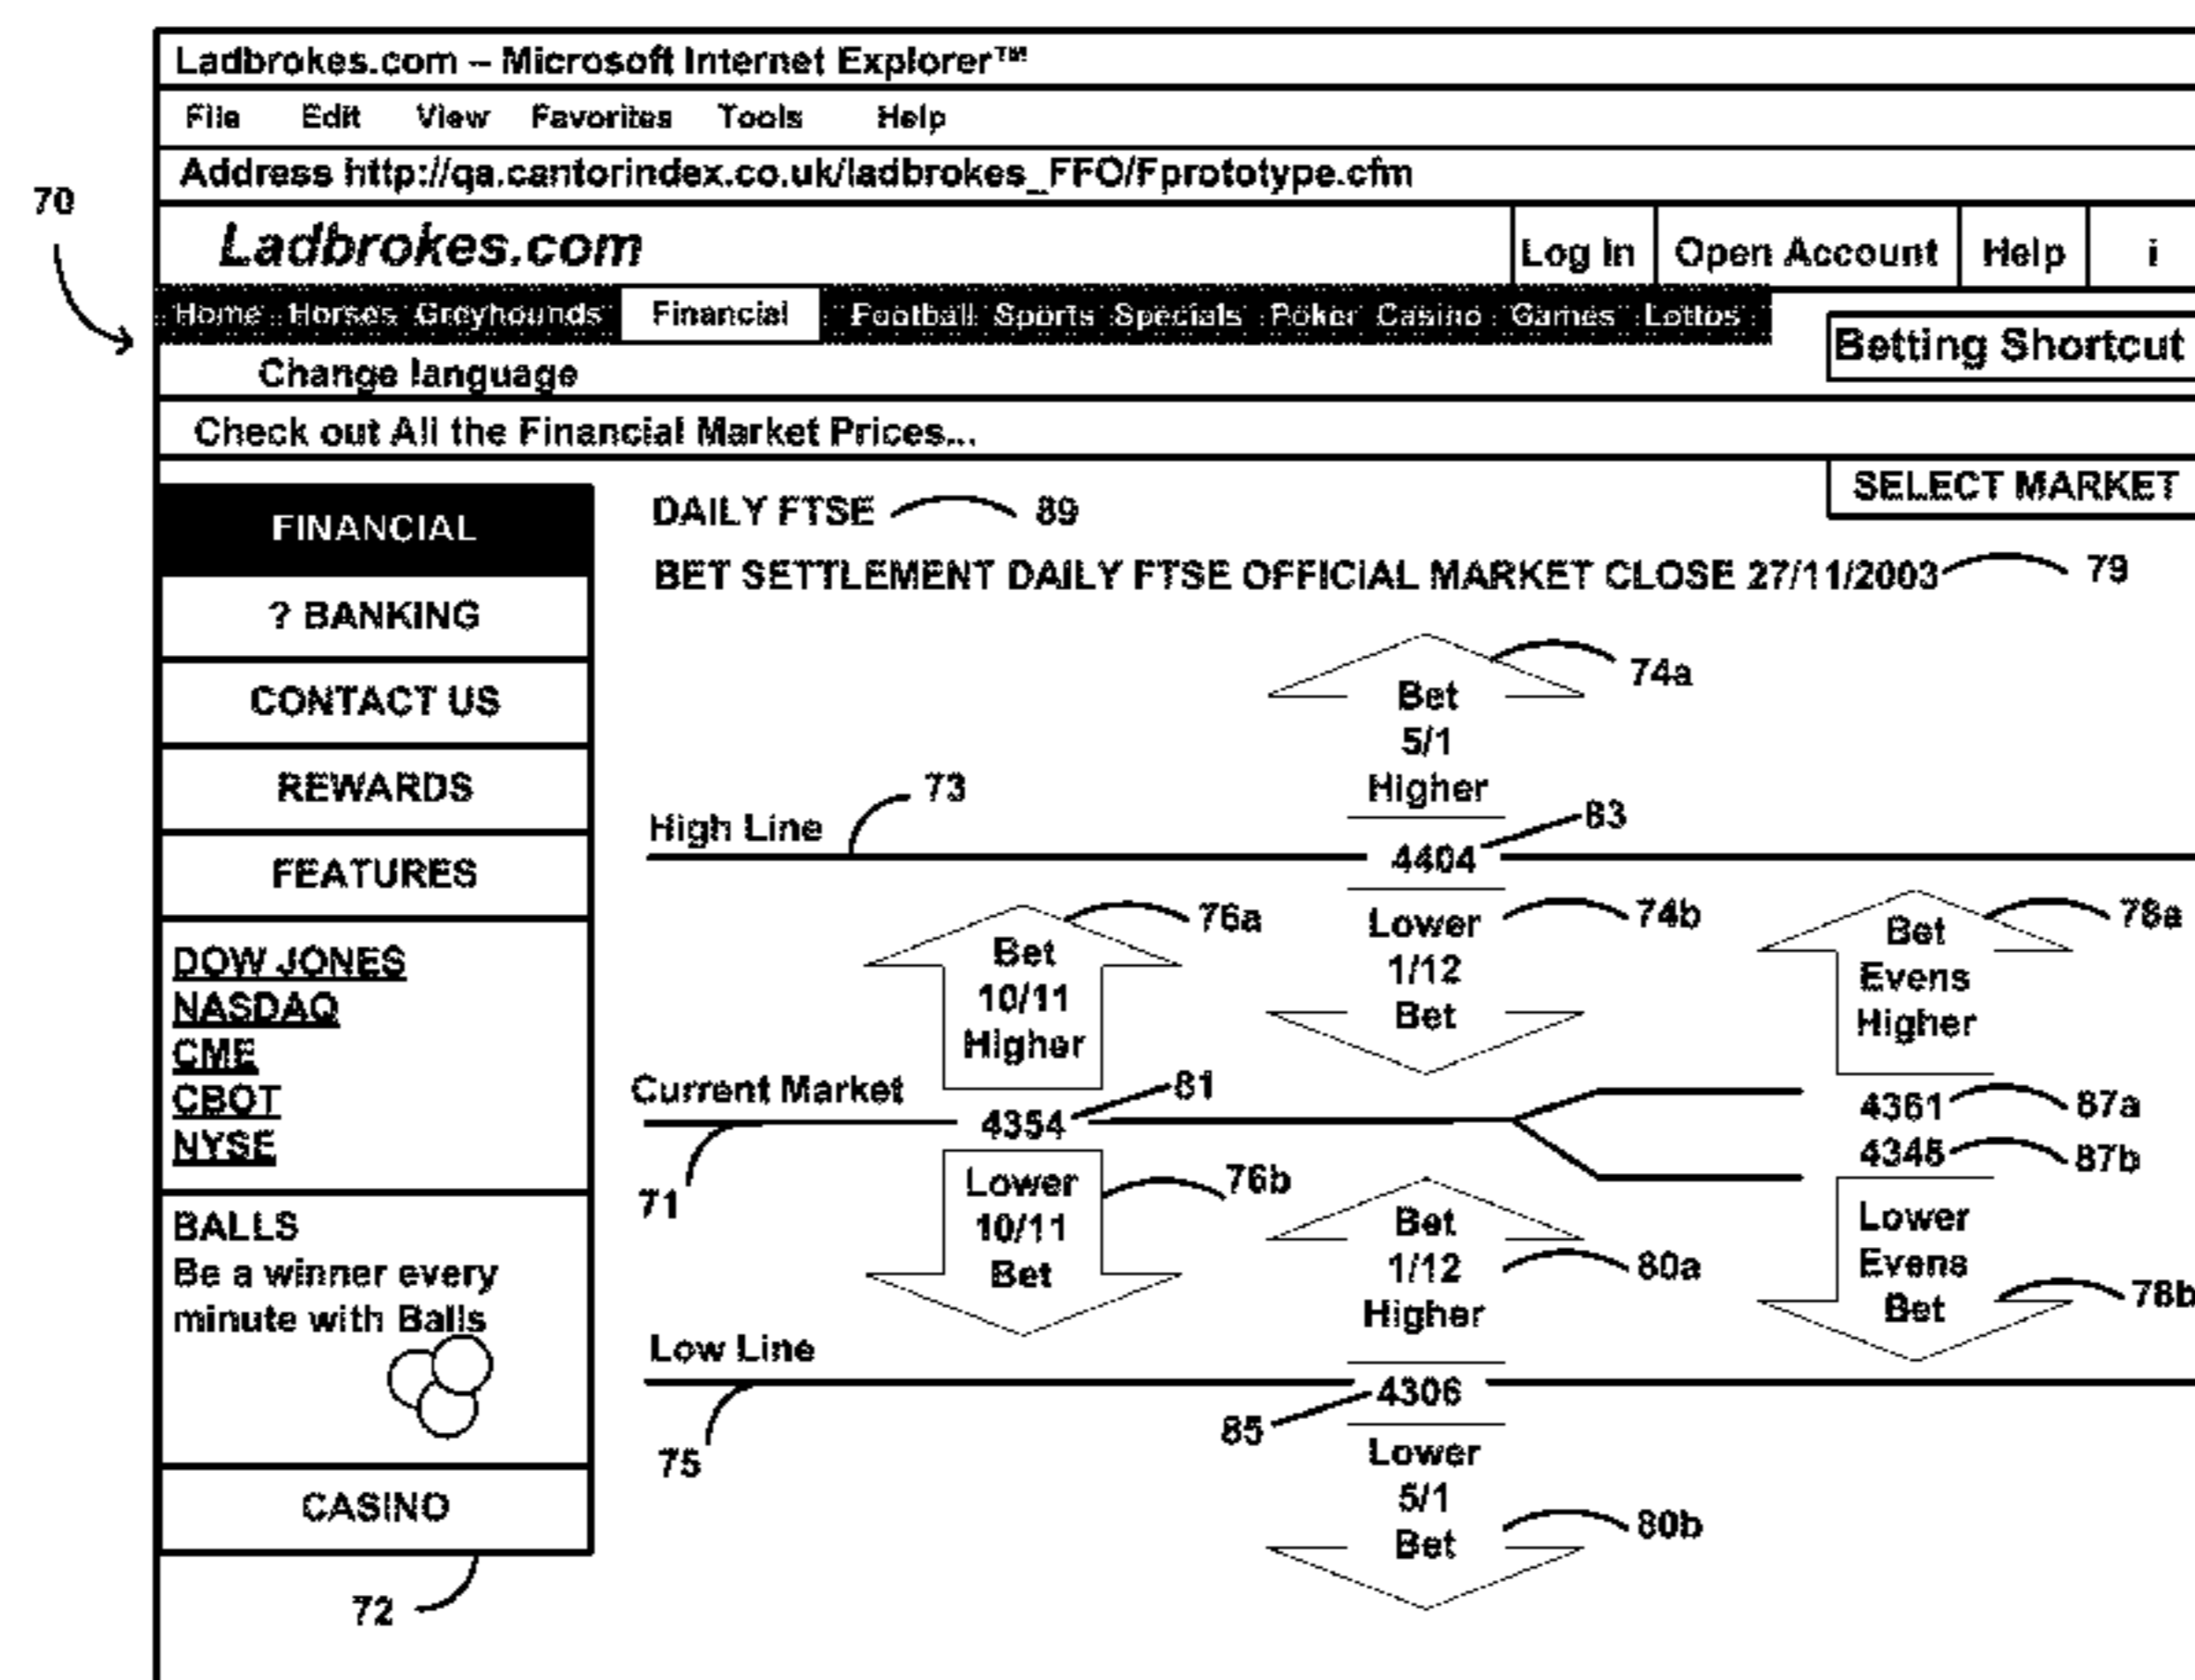 Ladbrokes.com – Microsoft Internet Explorer™
File Edit View Favorites Tools Help
Address http://qa.cantorindex.co.uk/ladbrokes_FFO/Fprototype.cfm
70
Ladbrokes.com Log In Open Account Help i
Home Horses Greyhounds Financial Football Sports Specials Poker Casino Games Lottos
Betting Shortcut
Change language
Check out All the Financial Market Prices...
SELECT MARKET
FINANCIAL
? BANKING
CONTACT US
REWARDS
FEATURES
DOW JONES
NASDAQ
CME
CBOT
NYSE
BALLS
Be a winner every
minute with Balls
CASINO
72
DAILY FTSE 89
BET SETTLEMENT DAILY FTSE OFFICIAL MARKET CLOSE 27/11/2003 79
Bet
5/1
Higher
74a
High Line 73
4404 83
Lower
1/12
Bet
74b
Bet
10/11
Higher
76a
Bet
Evens
Higher
78a
Current Market 71
4354 81
4361 87a
4345 87b
Lower
10/11
Bet
76b
Bet
1/12
Higher
80a
Lower
Evens
Bet
78b
Low Line 75
4306 85
Lower
5/1
Bet
80b